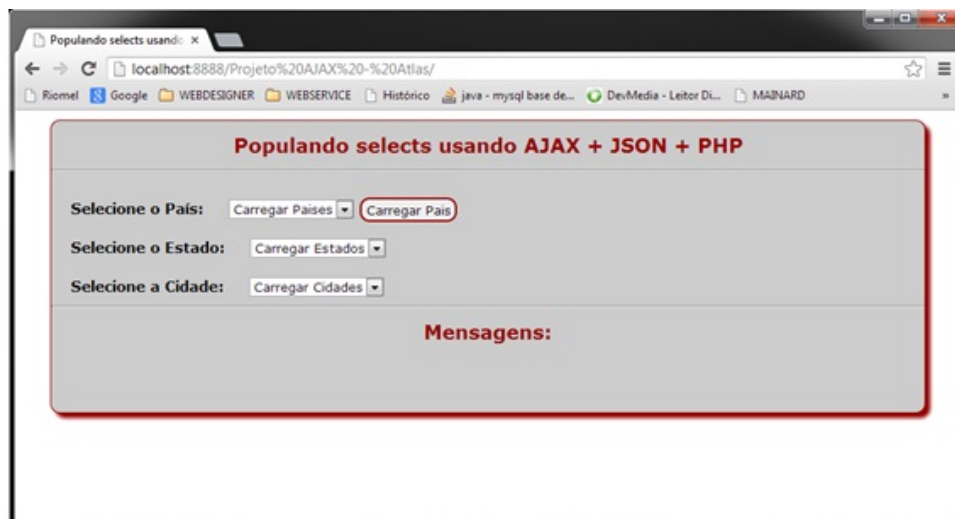 Populando selects usando
localhost:8888/Projeto%20AJAX%20-%20Atlas/
Riomel Google WEBDESIGNER WEBSERVICE Histórico java - mysql base de... DevMedia - Leitor Di... MAINARD »
Populando selects usando AJAX + JSON + PHP
Selecione o País: Carregar Paises Carregar Pais
Selecione o Estado: Carregar Estados
Selecione a Cidade: Carregar Cidades
Mensagens: